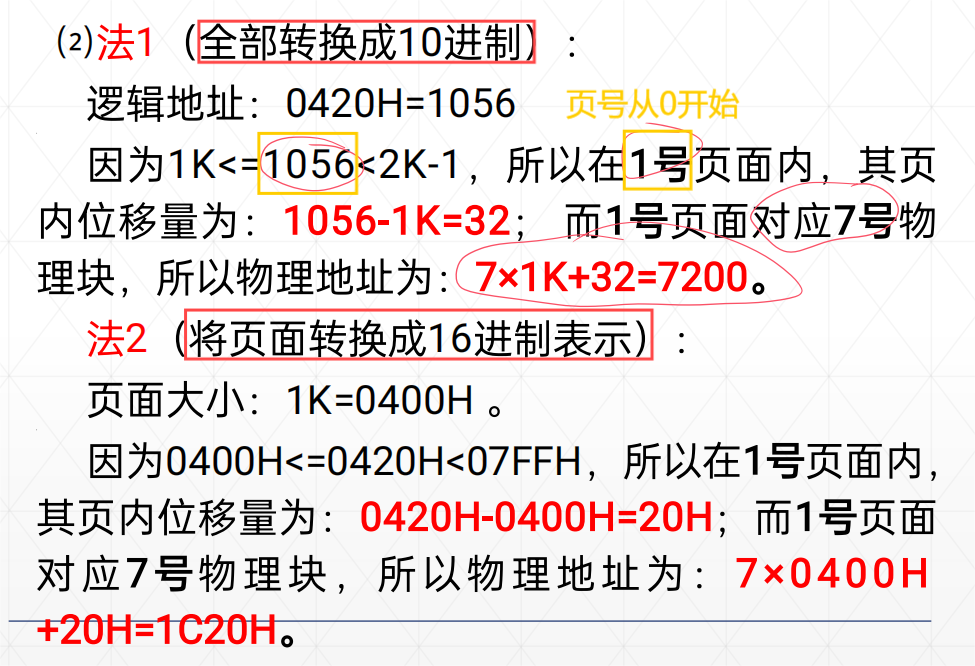 (2)法1（全部转换成10进制）：
逻辑地址：0420H=1056 页号从0开始
因为1K<=1056<2K-1，所以在1号页面内，其页
内位移量为：1056-1K=32；而1号页面对应7号物
理块，所以物理地址为：7×1K+32=7200。
法2（将页面转换成16进制表示）：
页面大小：1K=0400H 。
因为0400H<=0420H<07FFH，所以在1号页面内，
其页内位移量为：0420H-0400H=20H；而1号页面
对应7号物理块，所以物理地址为：7×0400H
+20H=1C20H。